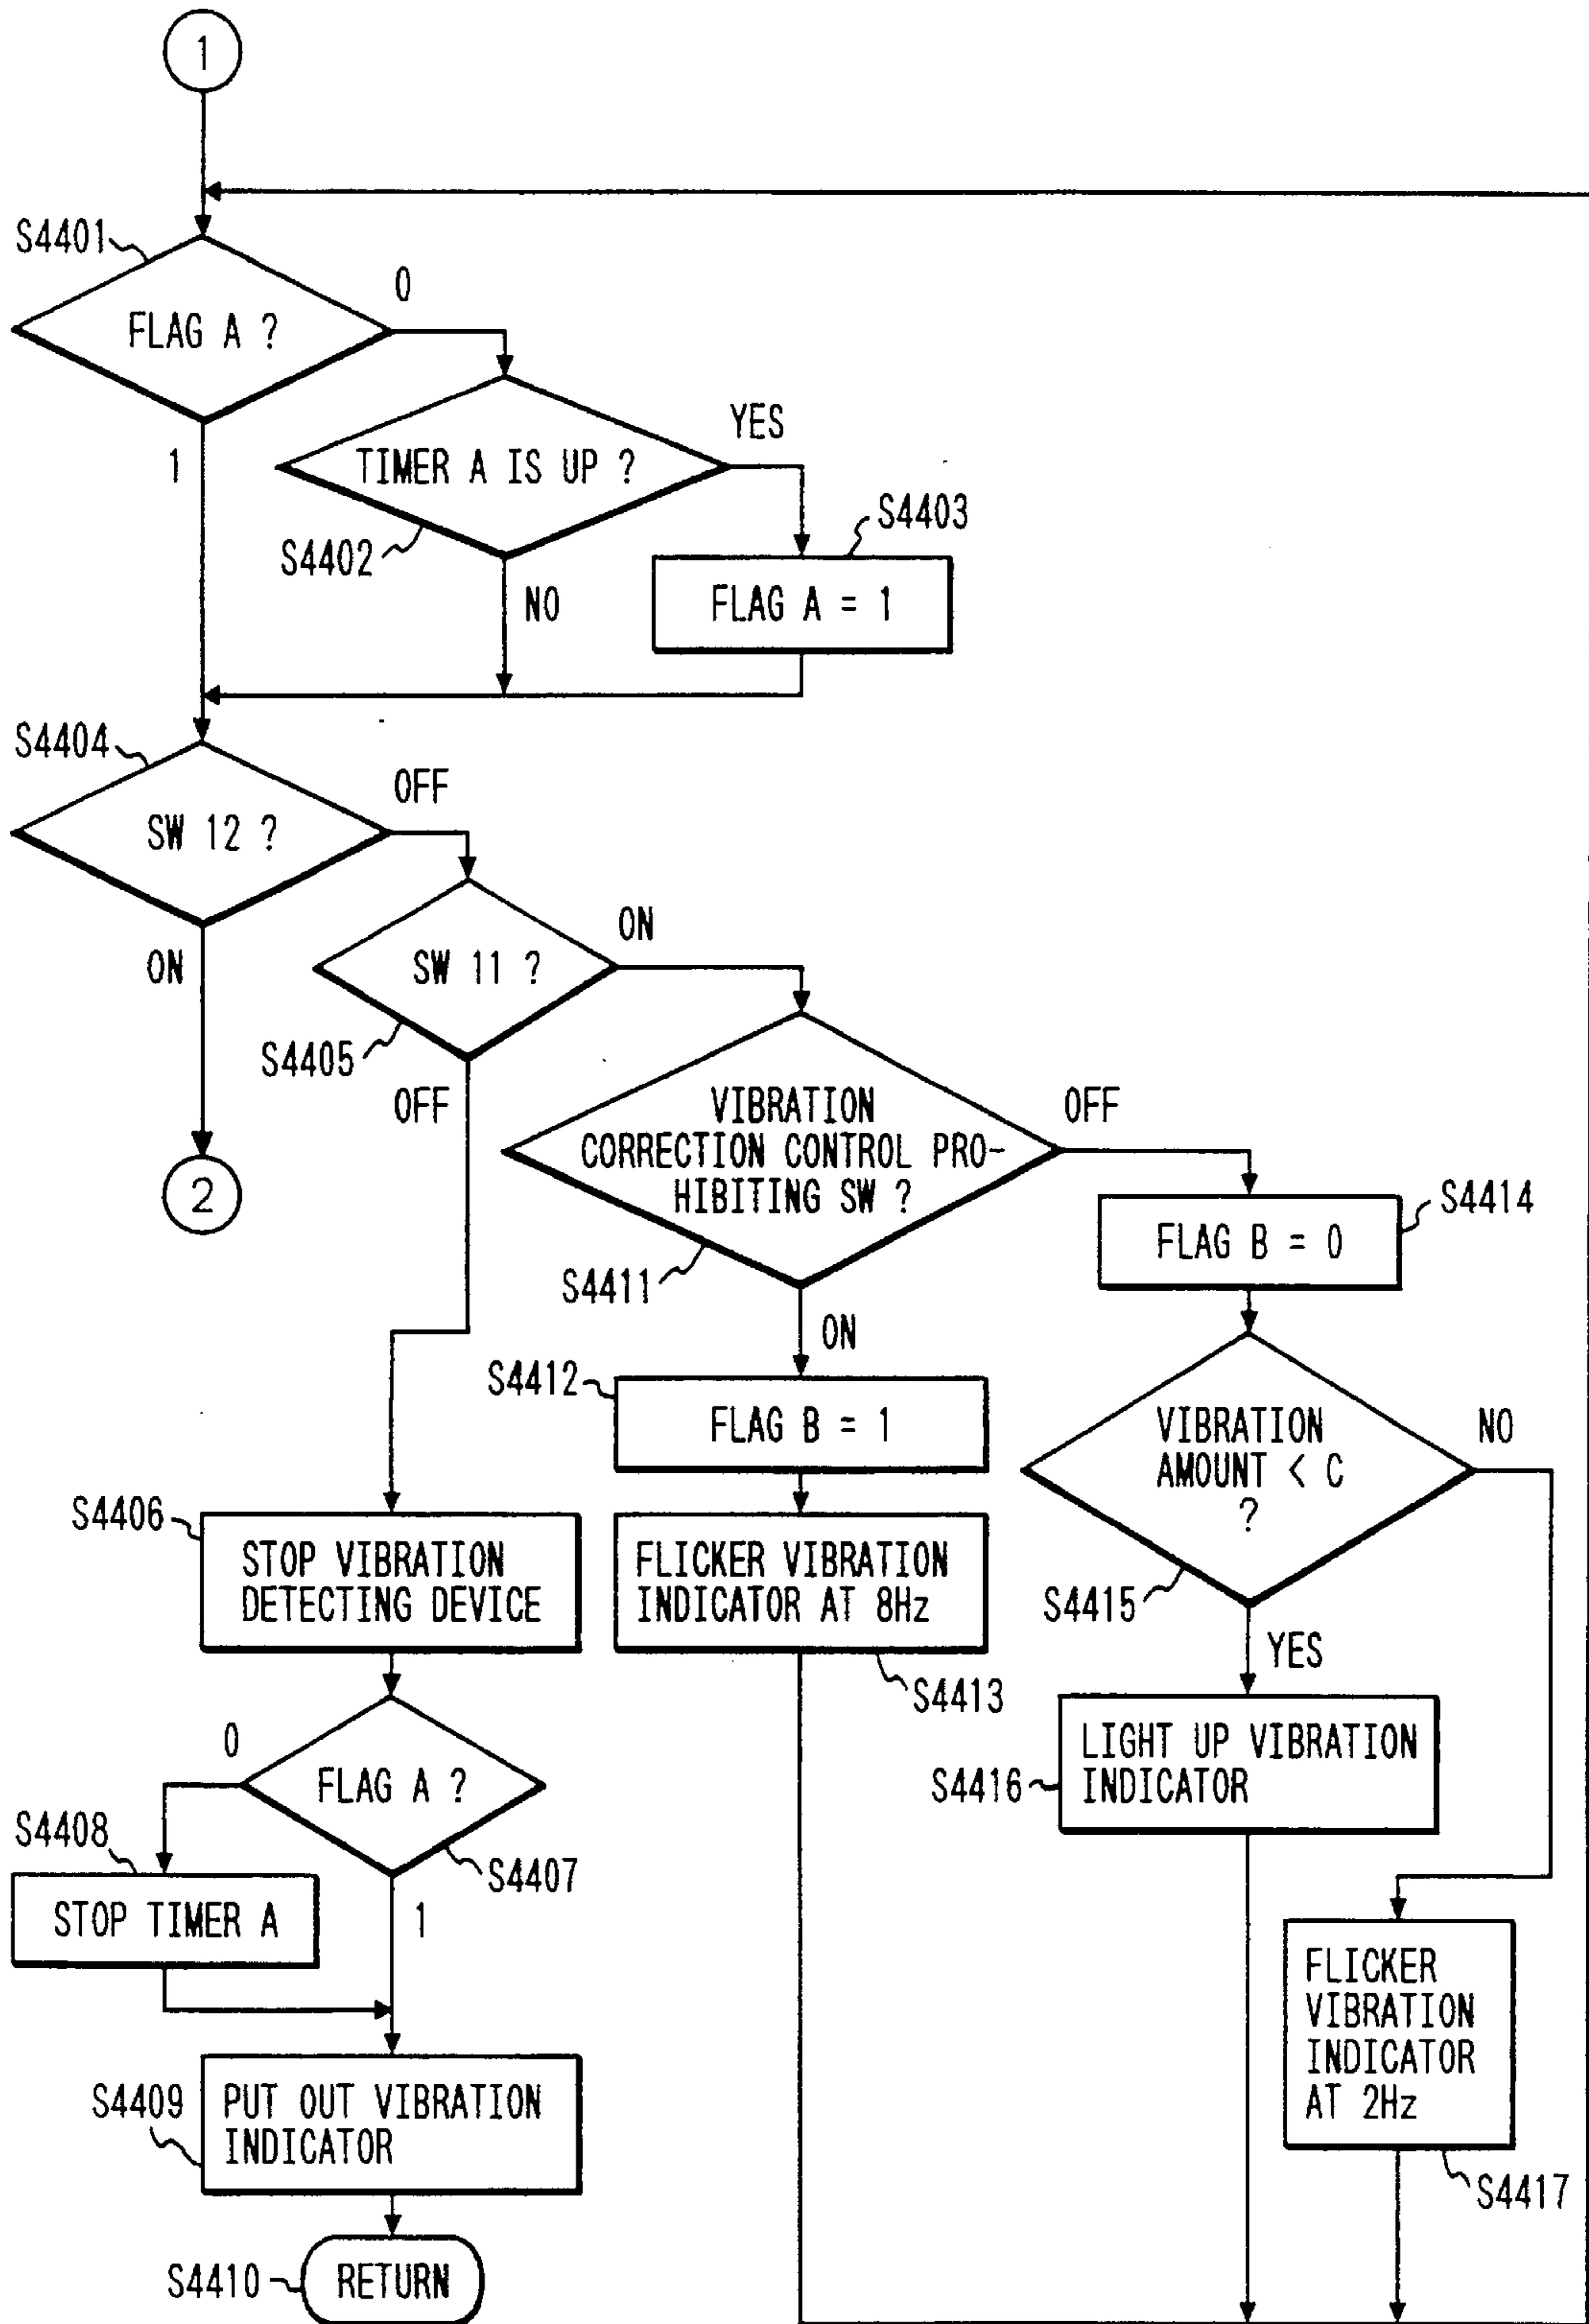 1
S4401
FLAG A ?
0
1
TIMER A IS UP ?
YES
S4402
NO
S4403
FLAG A = 1
S4404
SW 12 ?
OFF
ON
2
SW 11 ?
ON
S4405
OFF
VIBRATION
CORRECTION CONTROL PRO-
HIBITING SW ?
OFF
S4411
ON
S4414
FLAG B = 0
S4412
FLAG B = 1
VIBRATION
AMOUNT < C
?
NO
S4415
YES
S4406
STOP VIBRATION
DETECTING DEVICE
FLICKER VIBRATION
INDICATOR AT 8Hz
S4413
LIGHT UP VIBRATION
INDICATOR
S4416
0
FLAG A ?
S4407
S4408
STOP TIMER A
1
FLICKER
VIBRATION
INDICATOR
AT 2Hz
S4417
S4409
PUT OUT VIBRATION
INDICATOR
S4410
RETURN